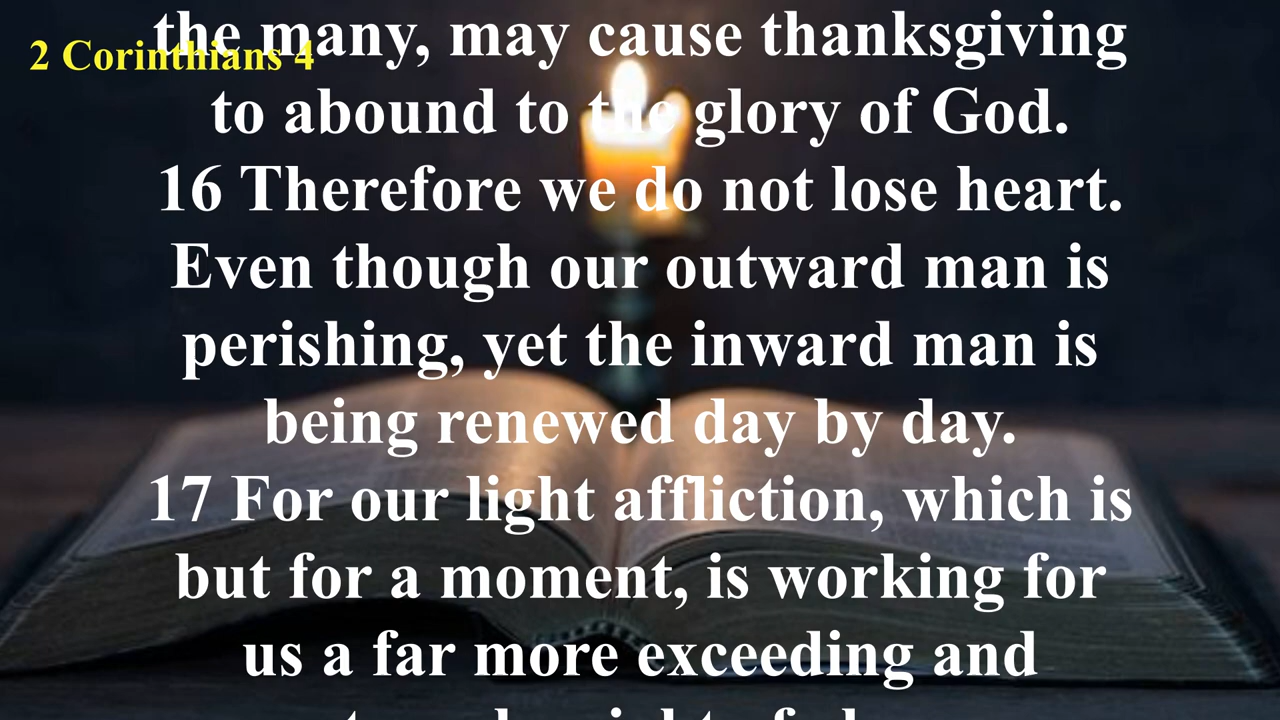 2 Corinthians 4
the many, may cause thanksgiving
to abound to the glory of God.
16 Therefore we do not lose heart.
Even though our outward man is
perishing, yet the inward man is
being renewed day by day.
17 For our light affliction, which is
but for a moment, is working for
us a far more exceeding and